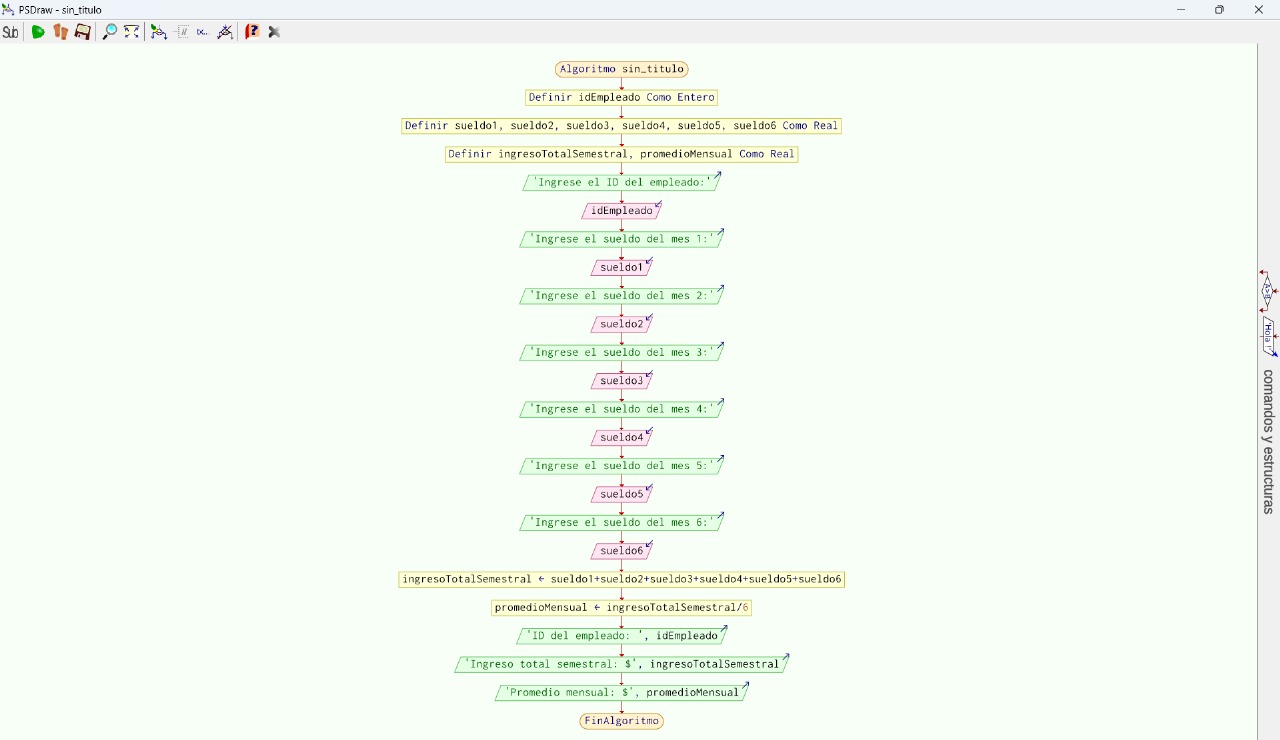 PSDraw - sin_titulo
Sub
Algoritmo sin_titulo
Definir idEmpleado Como Entero
Definir sueldo1, sueldo2, sueldo3, sueldo4, sueldo5, sueldo6 Como Real
Definir ingresoTotalSemestral, promedioMensual Como Real
'Ingrese el ID del empleado:'
idEmpleado
'Ingrese el sueldo del mes 1:'
sueldo1
'Ingrese el sueldo del mes 2:'
sueldo2
'Ingrese el sueldo del mes 3:'
sueldo3
'Ingrese el sueldo del mes 4:'
sueldo4
'Ingrese el sueldo del mes 5:'
sueldo5
'Ingrese el sueldo del mes 6:'
sueldo6
ingresoTotalSemestral ← sueldo1+sueldo2+sueldo3+sueldo4+sueldo5+sueldo6
promedioMensual ← ingresoTotalSemestral/6
'ID del empleado: ', idEmpleado
'Ingreso total semestral: $', ingresoTotalSemestral
'Promedio mensual: $', promedioMensual
FinAlgoritmo
A>B
'Hola !'
comandos y estructuras